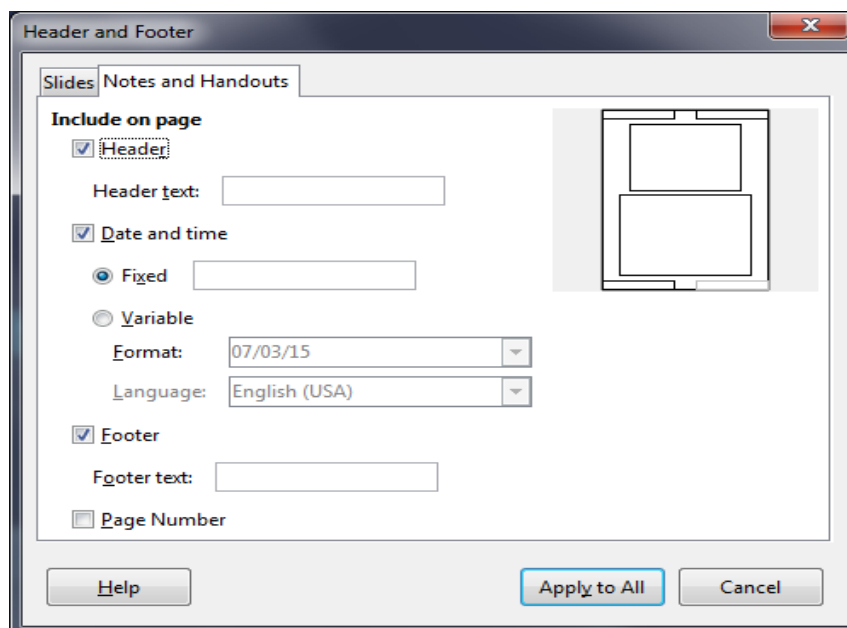 Header and Footer
Slides Notes and Handouts
Include on page
Header
Header text:
Date and time
Fixed
Variable
Format: 07/03/15
Language: English (USA)
Footer
Footer text:
Page Number
Help Apply to All Cancel